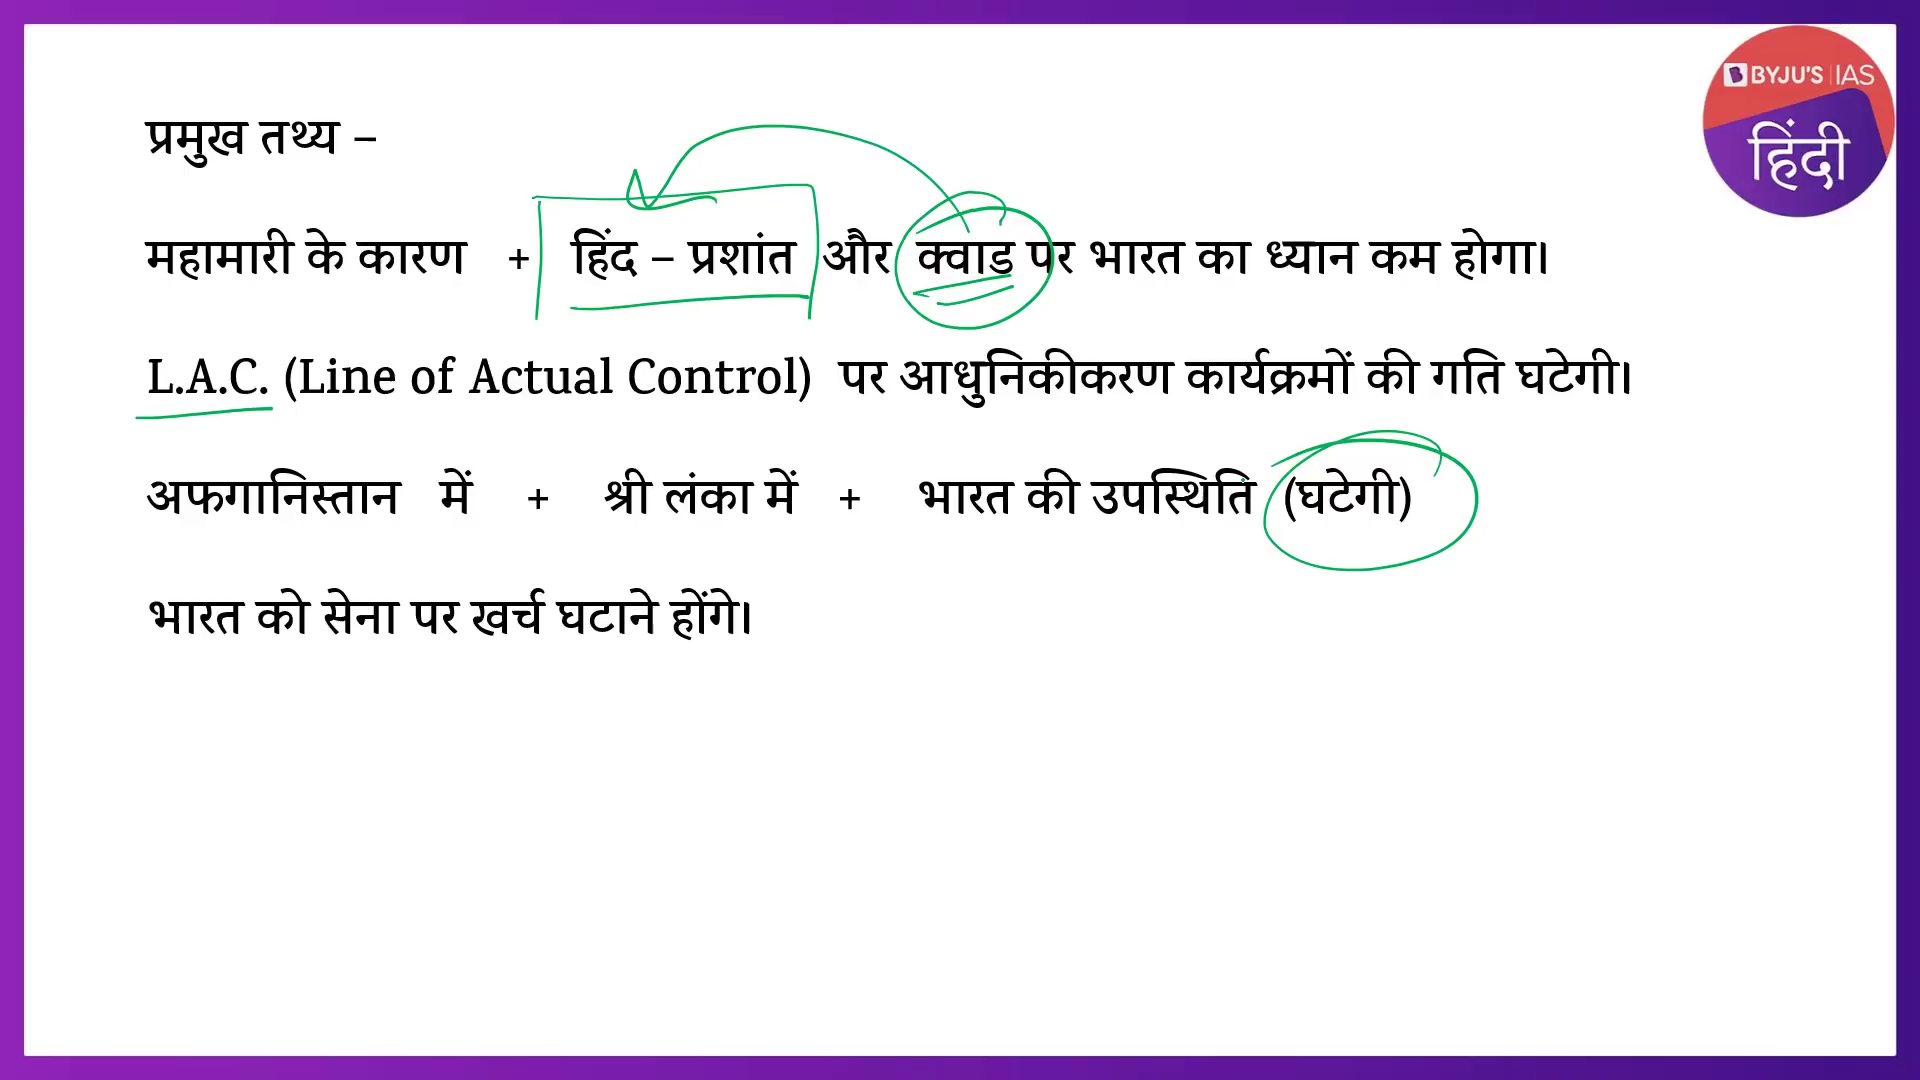 BYJU'S IAS
हिंदी
प्रमुख तथ्य –
महामारी के कारण + हिंद – प्रशांत और क्वाड पर भारत का ध्यान कम होगा।
L.A.C. (Line of Actual Control) पर आधुनिकीकरण कार्यक्रमों की गति घटेगी।
अफगानिस्तान में + श्री लंका में + भारत की उपस्थिति (घटेगी)
भारत को सेना पर खर्च घटाने होंगे।